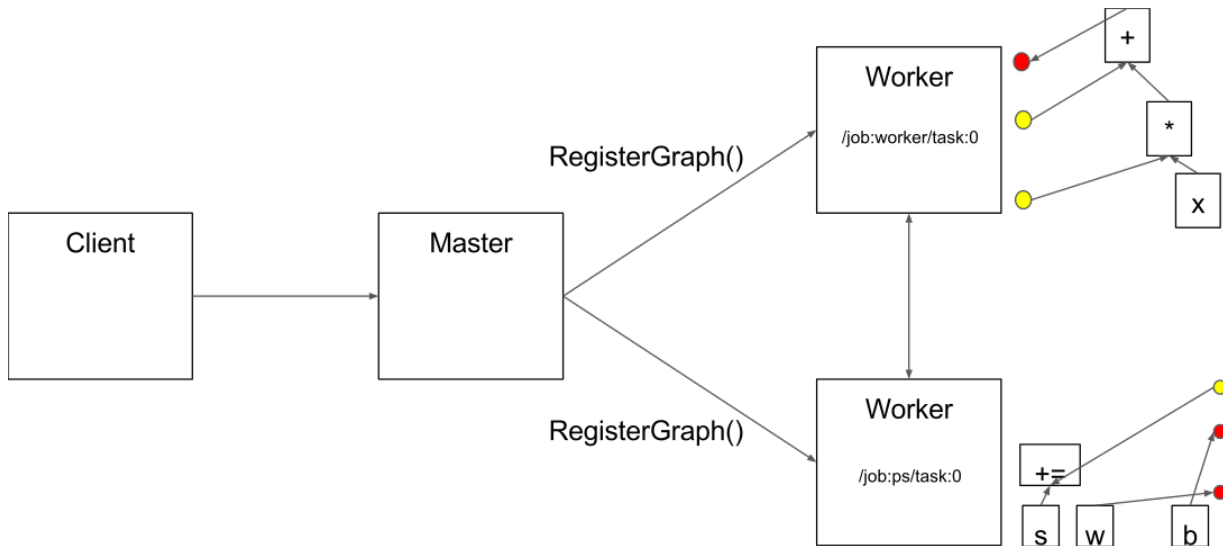 +
Worker
/job:worker/task:0
*
RegisterGraph()
x
Client
Master
Worker
RegisterGraph()
/job:ps/task:0
+=
s
w
b